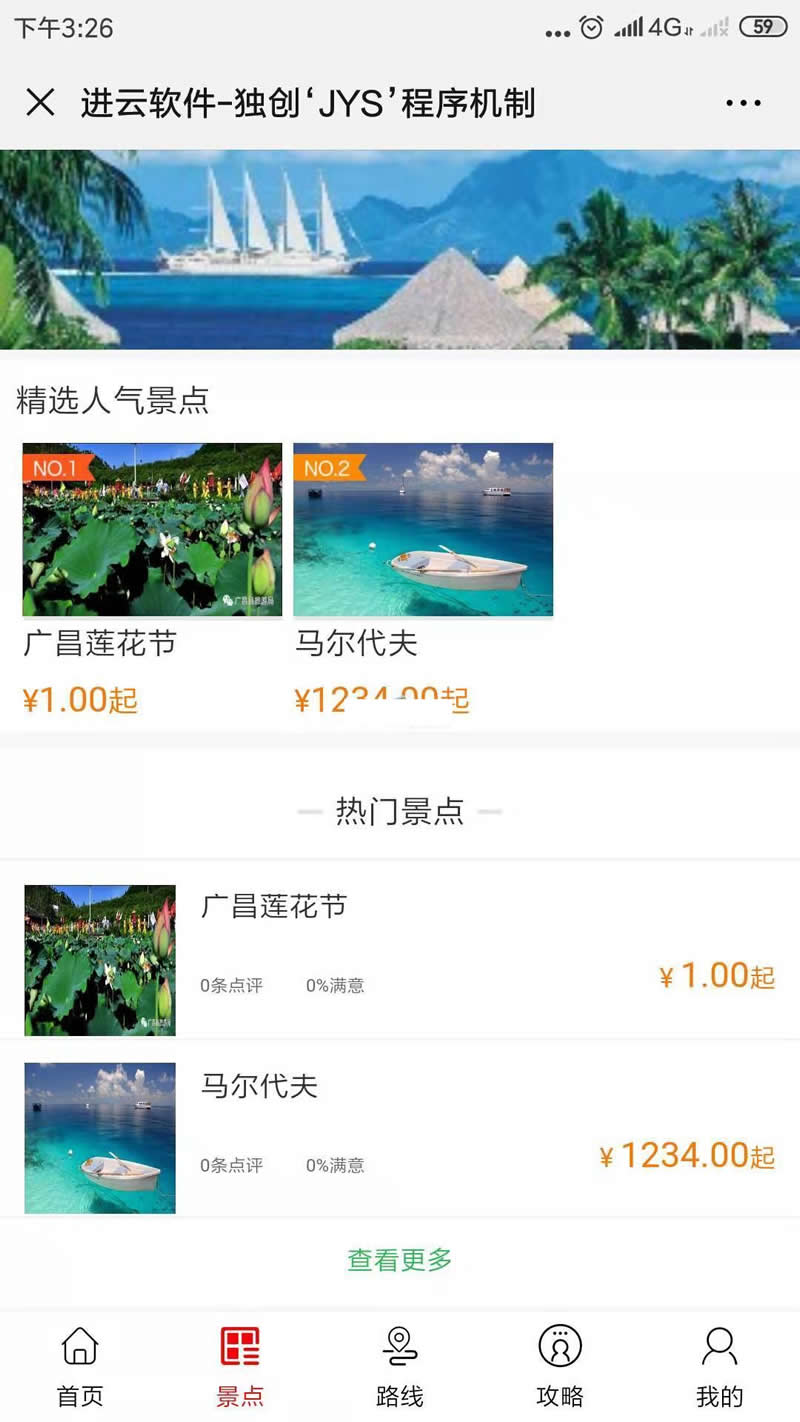 下午3:26
4G
59
进云软件-独创‘JYS’程序机制
精选人气景点
NO.1
NO.2
广昌莲花节
马尔代夫
¥1.00起
¥1234.00起
热门景点
广昌莲花节
0条点评 0%满意
¥ 1.00起
马尔代夫
0条点评 0%满意
¥ 1234.00起
查看更多
首页 景点 路线 攻略 我的